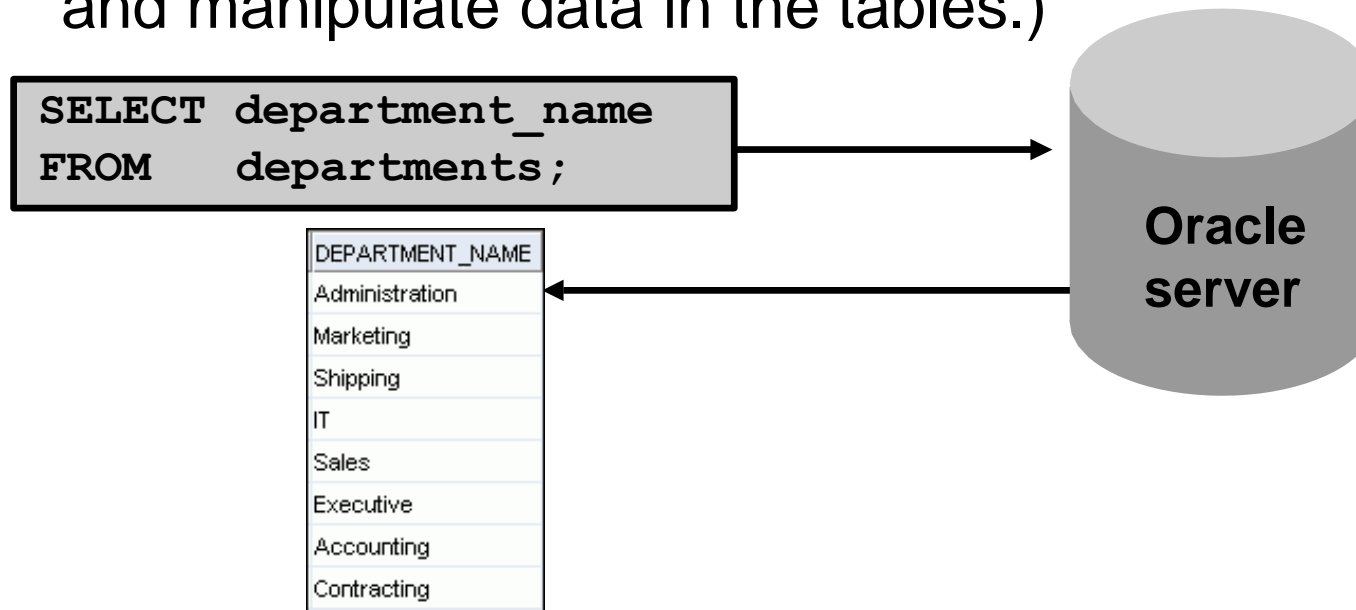 and manipulate data in the tables.)
SELECT department_name
FROM departments;
Oracle
server
DEPARTMENT_NAME
Administration
Marketing
Shipping
IT
Sales
Executive
Accounting
Contracting